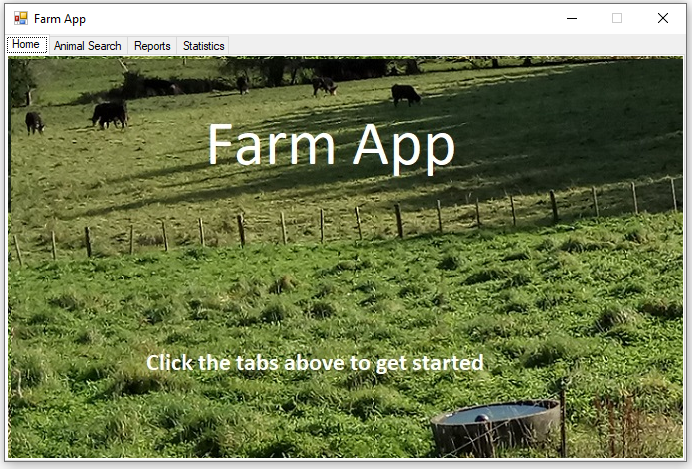 Farm App
Home Animal Search Reports Statistics
Farm App
Click the tabs above to get started